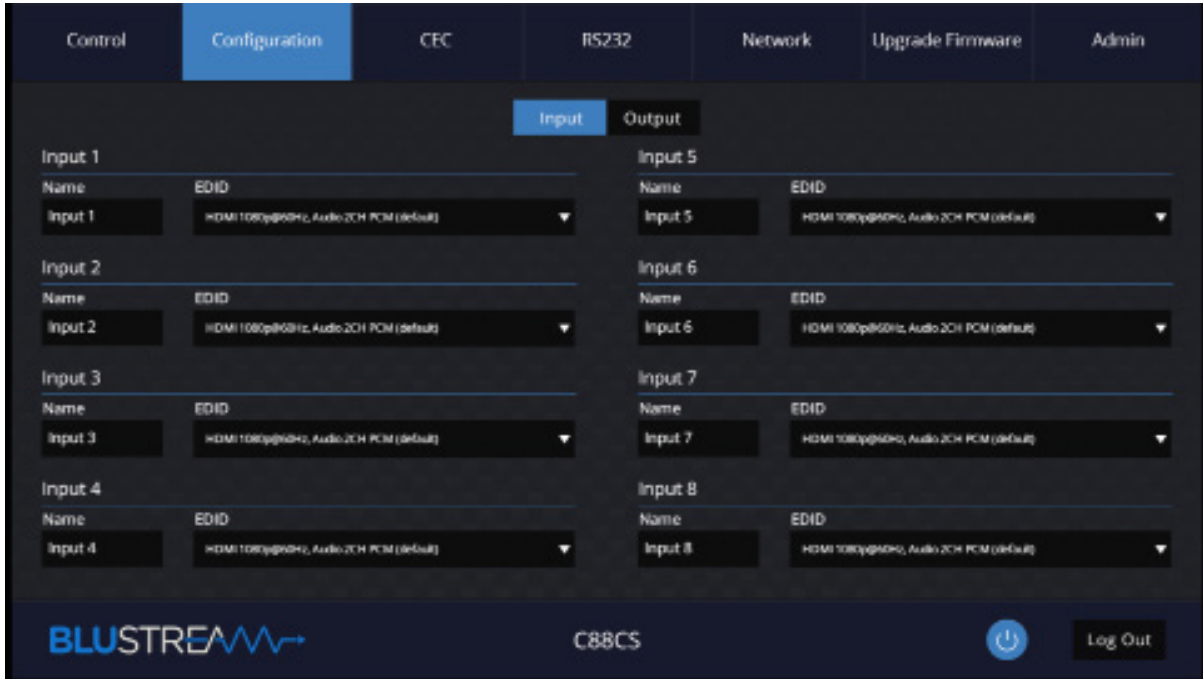 Control Configuration CEC RS232 Network Upgrade Firmware Admin
Input Output
Input 1
Name EDID
Input 1 HDMI 1080p@60Hz, Audio 2CH PCM (default)
Input 2
Name EDID
Input 2 HDMI 1080p@60Hz, Audio 2CH PCM (default)
Input 3
Name EDID
Input 3 HDMI 1080p@60Hz, Audio 2CH PCM (default)
Input 4
Name EDID
Input 4 HDMI 1080p@60Hz, Audio 2CH PCM (default)
Input 5
Name EDID
Input 5 HDMI 1080p@60Hz, Audio 2CH PCM (default)
Input 6
Name EDID
Input 6 HDMI 1080p@60Hz, Audio 2CH PCM (default)
Input 7
Name EDID
Input 7 HDMI 1080p@60Hz, Audio 2CH PCM (default)
Input 8
Name EDID
Input 8 HDMI 1080p@60Hz, Audio 2CH PCM (default)
BLUSTREAM C88CS Log Out